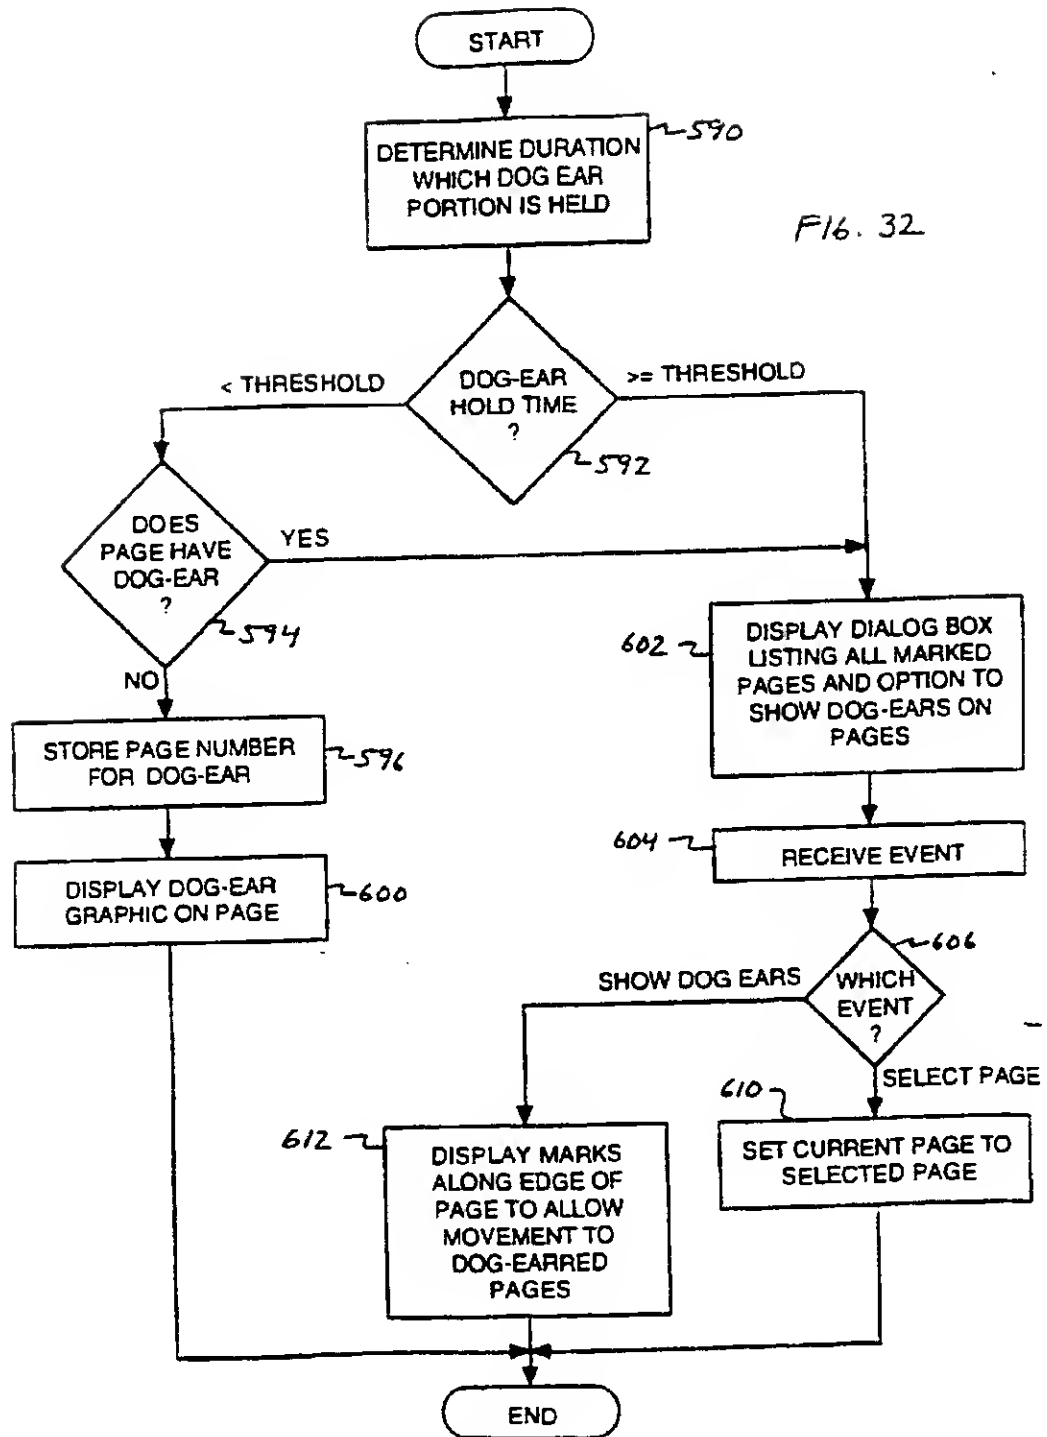 START
DETERMINE DURATION
WHICH DOG EAR
PORTION IS HELD
590
FIG. 32
DOG-EAR
HOLD TIME
?
592
< THRESHOLD
>= THRESHOLD
DOES
PAGE HAVE
DOG-EAR
?
594
YES
NO
STORE PAGE NUMBER
FOR DOG-EAR
596
DISPLAY DOG-EAR
GRAPHIC ON PAGE
600
602
DISPLAY DIALOG BOX
LISTING ALL MARKED
PAGES AND OPTION TO
SHOW DOG-EARS ON
PAGES
604
RECEIVE EVENT
606
WHICH
EVENT
?
SHOW DOG EARS
SELECT PAGE
610
SET CURRENT PAGE TO
SELECTED PAGE
612
DISPLAY MARKS
ALONG EDGE OF
PAGE TO ALLOW
MOVEMENT TO
DOG-EARRED
PAGES
END